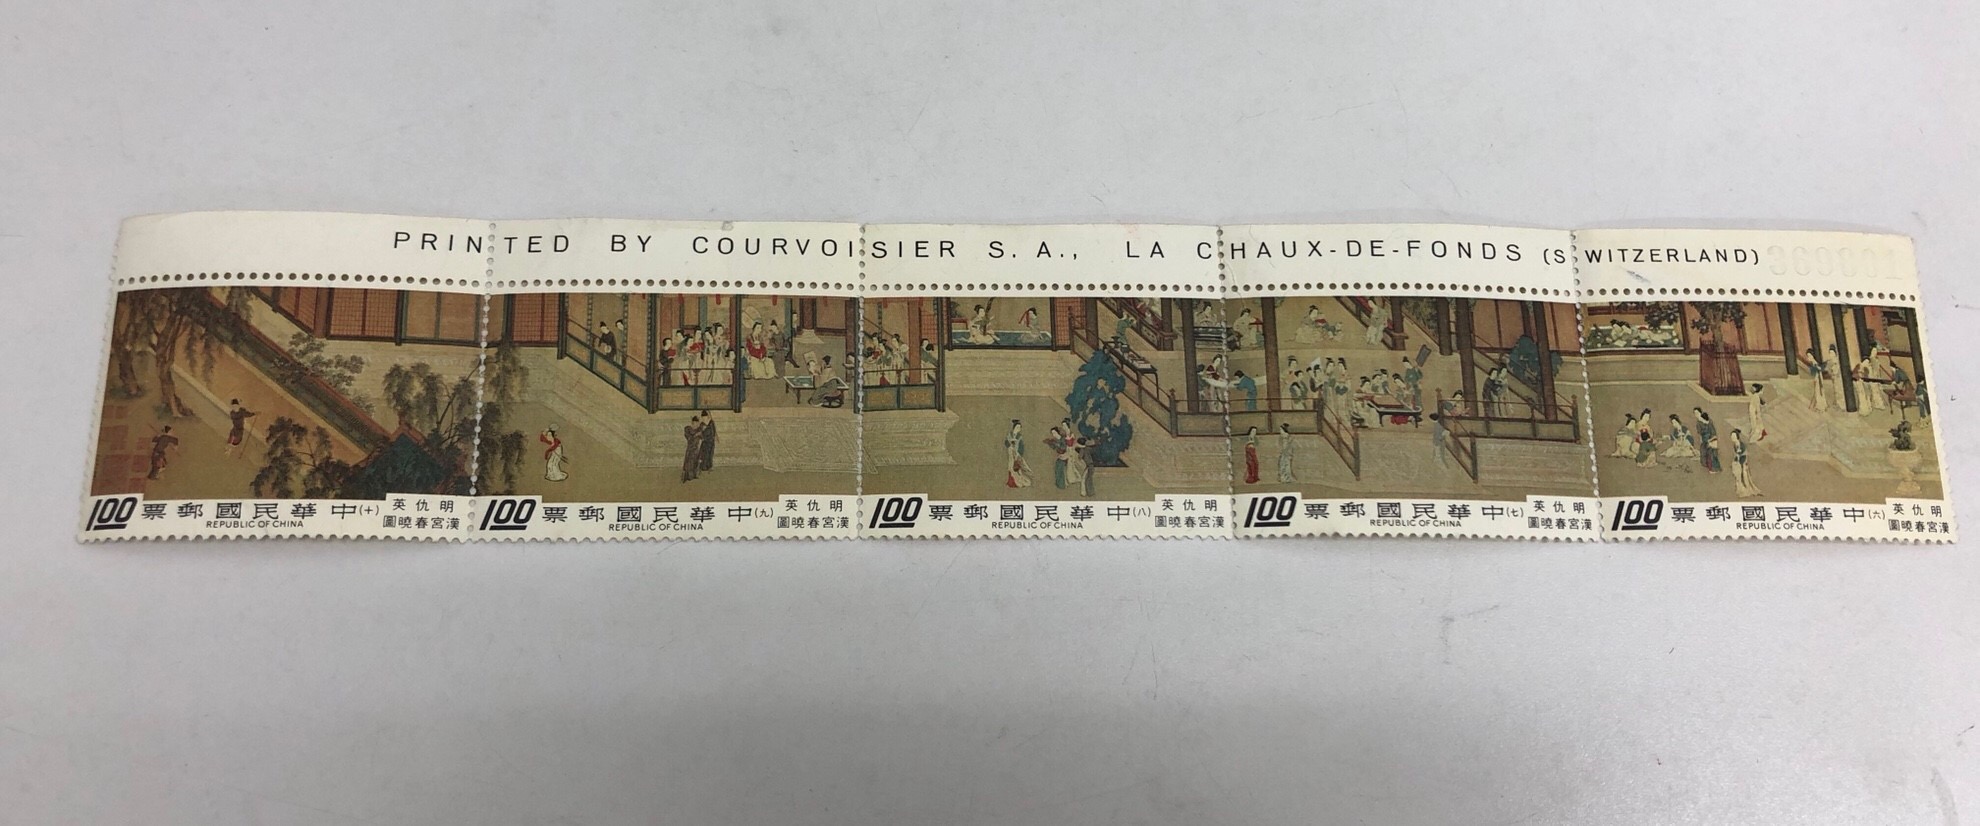 PRINTED BY COURVOISIER S.A., LA CHAUX-DE-FONDS (SWITZERLAND)
1.00 票郵國民華中(十) 英仇明
REPUBLIC OF CHINA 圖曉春宮漢
1.00 票郵國民華中(九) 英仇明
REPUBLIC OF CHINA 圖曉春宮漢
1.00 票郵國民華中(八) 英仇明
REPUBLIC OF CHINA 圖曉春宮漢
1.00 票郵國民華中(七) 英仇明
REPUBLIC OF CHINA 圖曉春宮漢
1.00 票郵國民華中(六) 英仇明
REPUBLIC OF CHINA 圖曉春宮漢